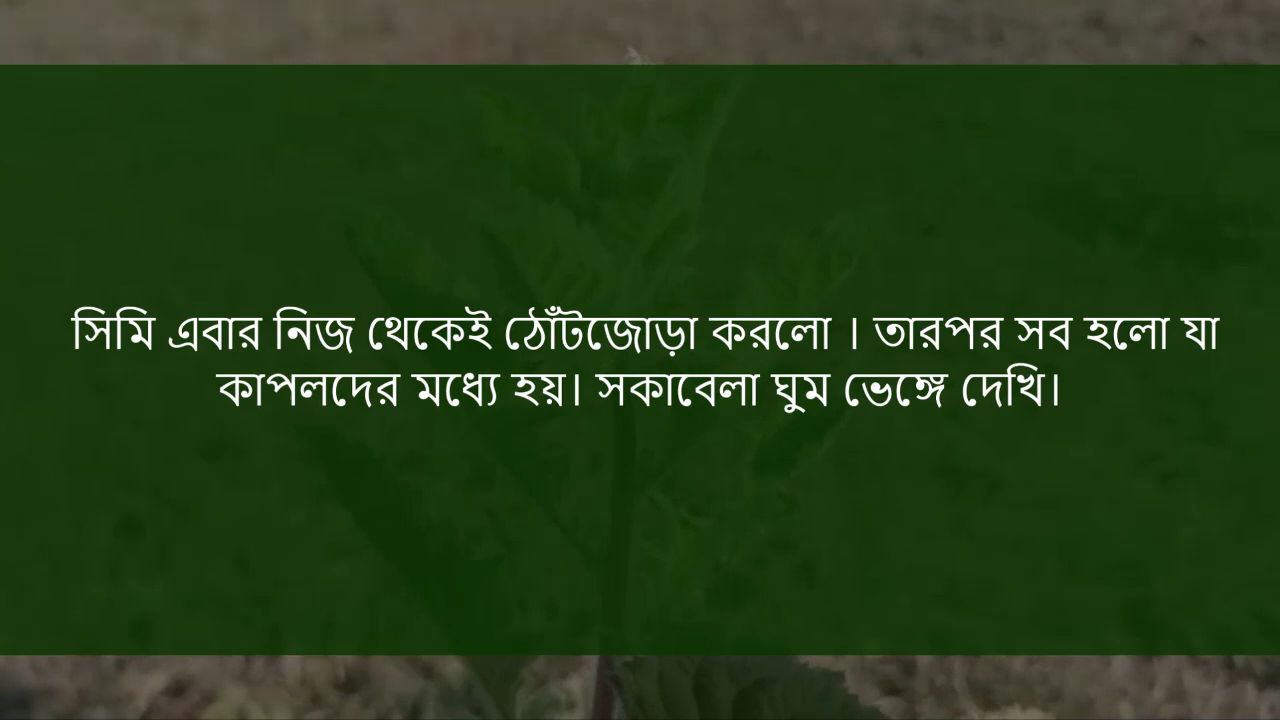 সিমি এবার নিজ থেকেই ঠোঁটজোড়া করলো । তারপর সব হলো যা
কাপলদের মধ্যে হয়। সকাবেলা ঘুম ভেঙ্গে দেখি।